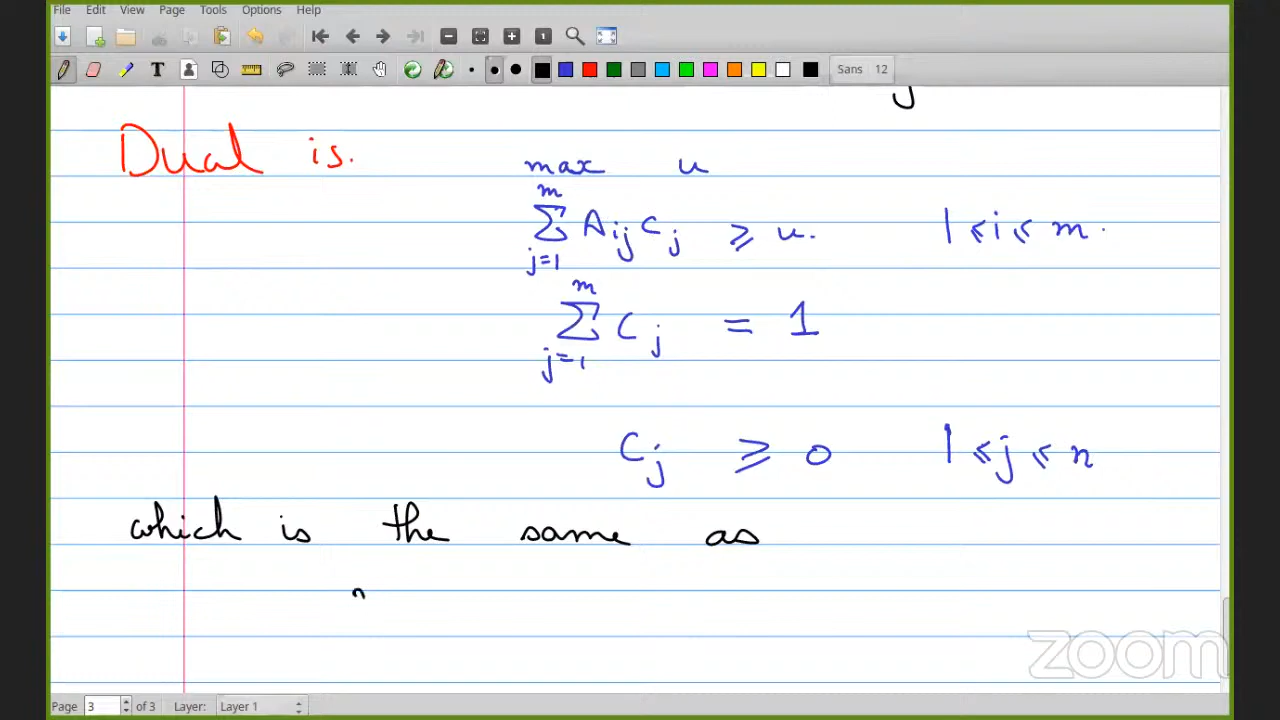 File Edit View Page Tools Options Help
Sans 12
Dual is.
max u
m
∑ A_ij C_j ≥ u. 1 ≤ i ≤ m.
j=1
m
∑ C_j = 1
j=1
C_j ≥ 0 1 ≤ j ≤ n
which is the same as
zoom
Page 3 of 3 Layer: Layer 1